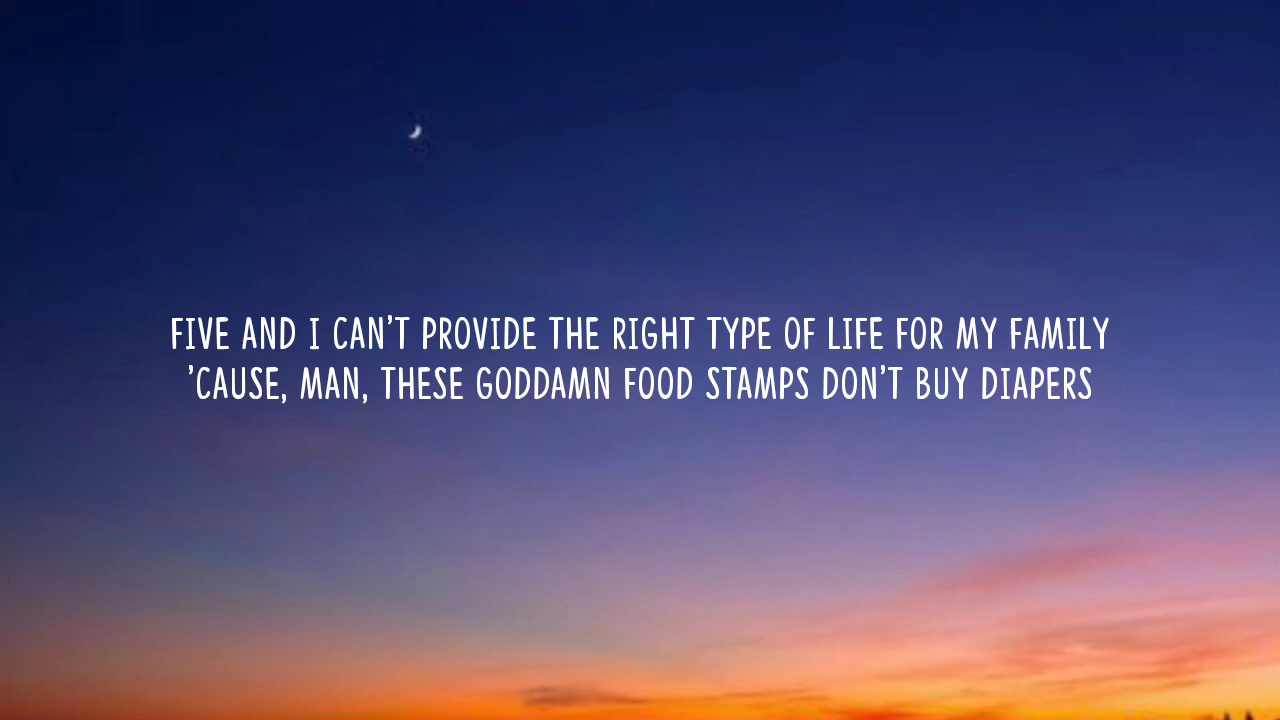 FIVE AND I CAN'T PROVIDE THE RIGHT TYPE OF LIFE FOR MY FAMILY
'CAUSE, MAN, THESE GODDAMN FOOD STAMPS DON'T BUY DIAPERS